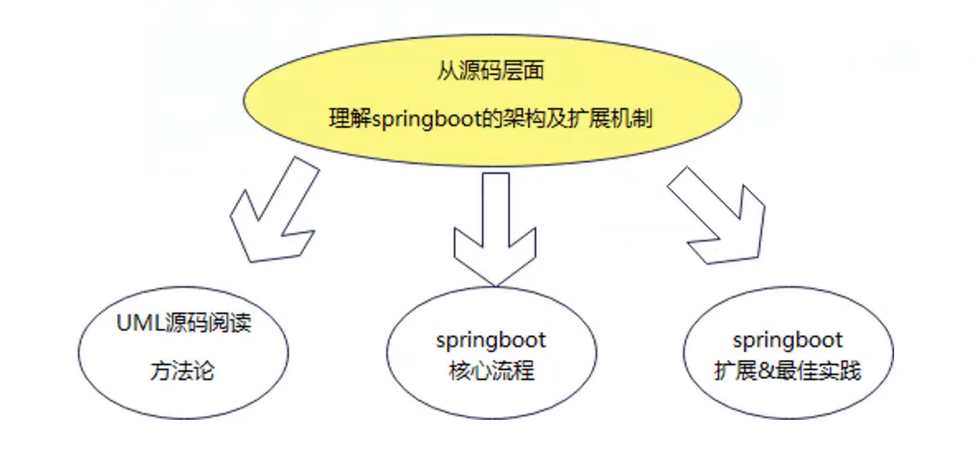 从源码层面
理解springboot的架构及扩展机制
UML源码阅读
方法论
springboot
核心流程
springboot
扩展&最佳实践